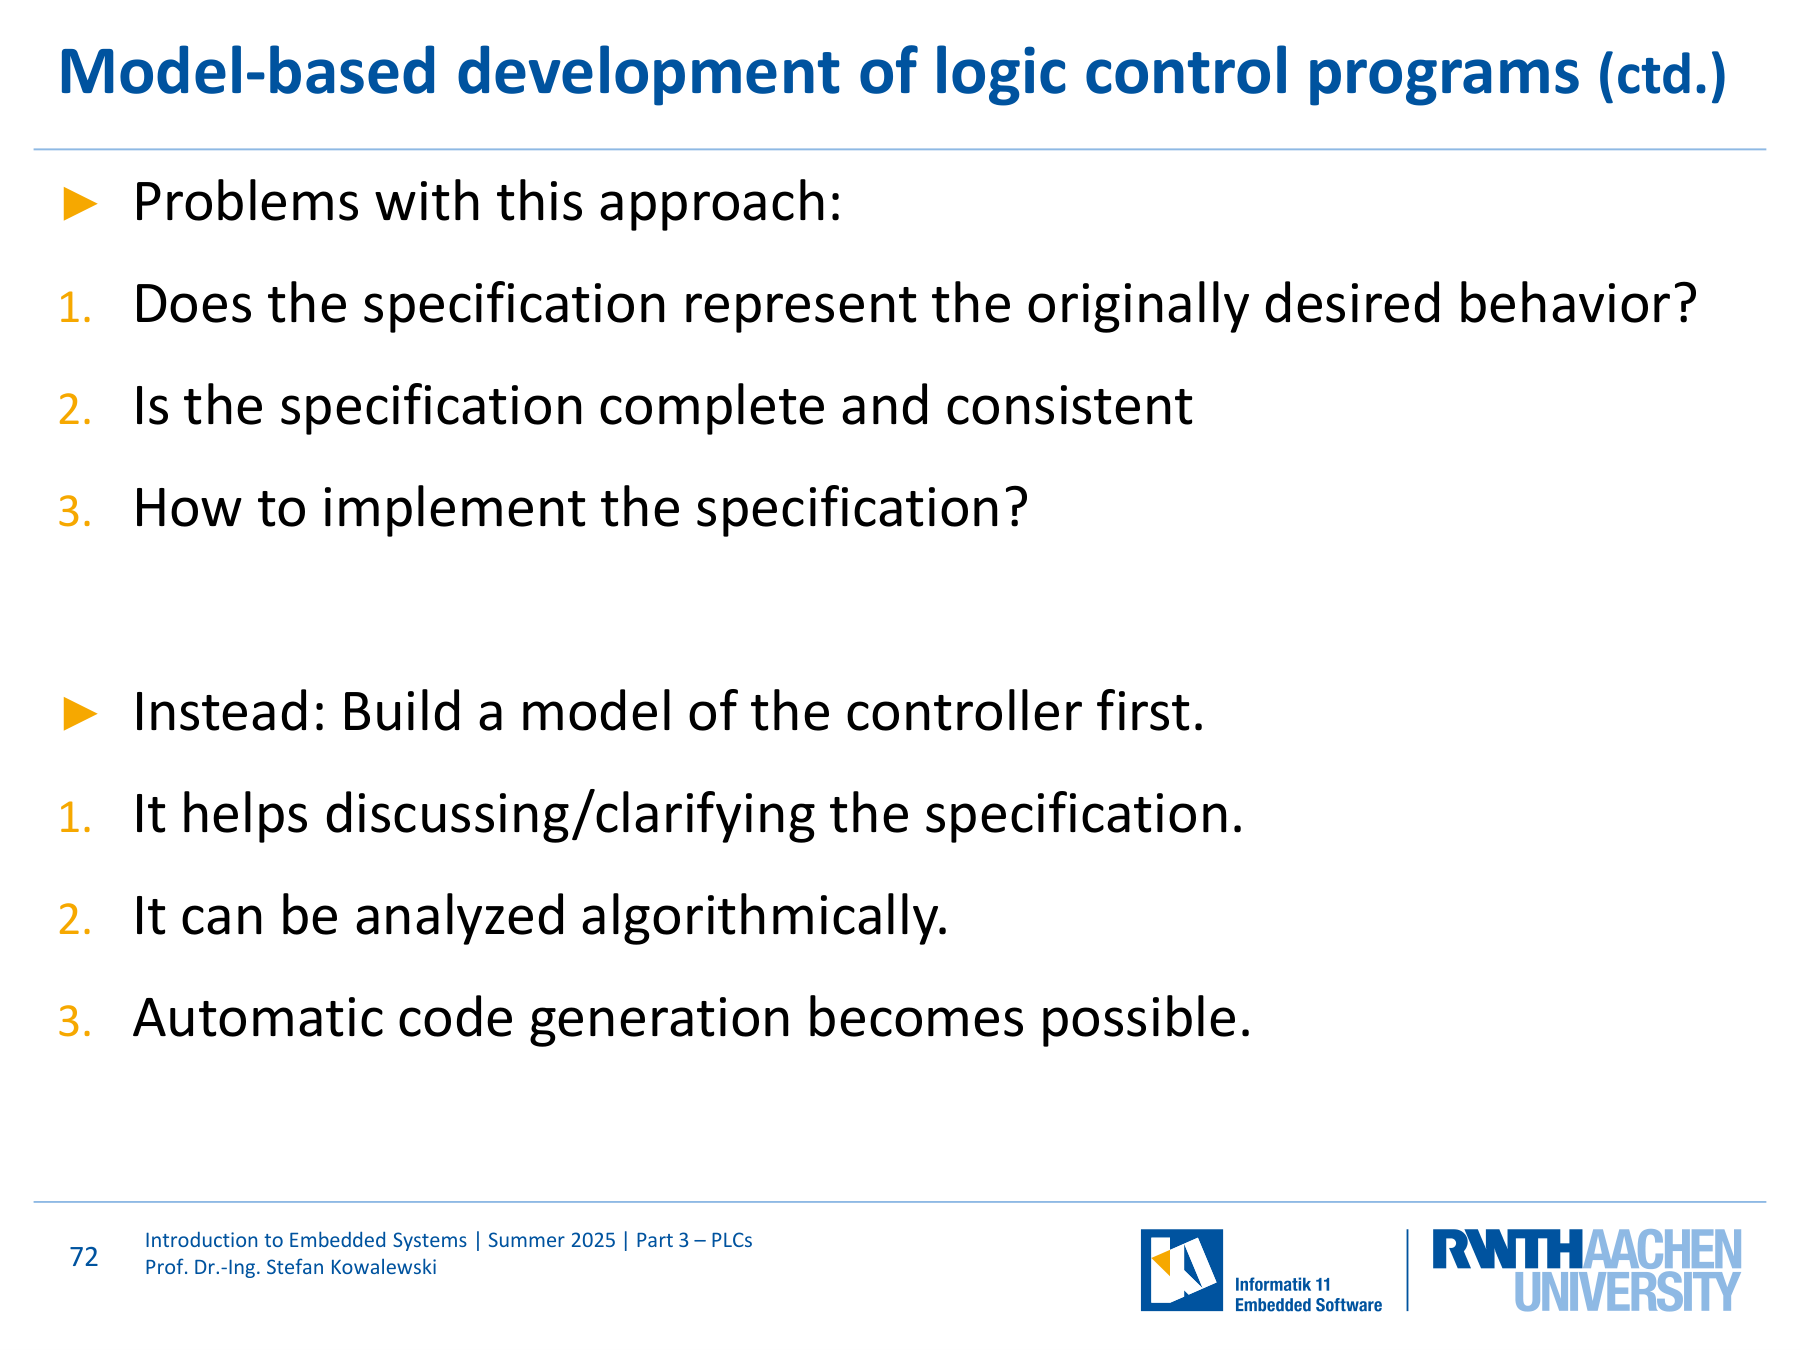 Model-based development of logic control programs (ctd.)
► Problems with this approach:
1. Does the specification represent the originally desired behavior?
2. Is the specification complete and consistent
3. How to implement the specification?
► Instead: Build a model of the controller first.
1. It helps discussing/clarifying the specification.
2. It can be analyzed algorithmically.
3. Automatic code generation becomes possible.
72
Introduction to Embedded Systems | Summer 2025 | Part 3 – PLCs
Prof. Dr.-Ing. Stefan Kowalewski
Informatik 11
Embedded Software
RWTH AACHEN
UNIVERSITY